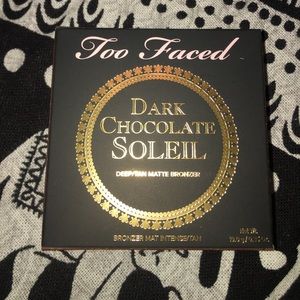 Too Faced
DARK
CHOCOLATE
SOLEIL
DEEP/TAN MATTE BRONZER
BRONZER MAT INTENSE/TAN